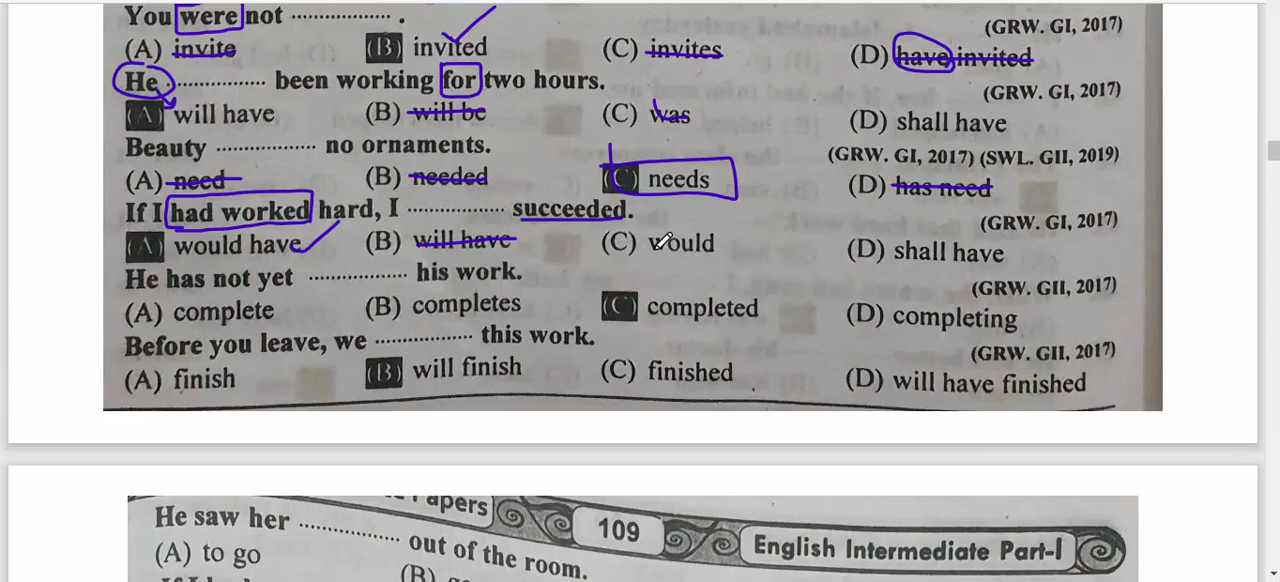 You were not .................. .
(GRW. GI, 2017)
(A) invite (B) invited (C) invites (D) have invited
He .................. been working for two hours.
(GRW. GI, 2017)
(A) will have (B) will be (C) was (D) shall have
Beauty .................. no ornaments.
(GRW. GI, 2017) (SWL. GII, 2019)
(A) need (B) needed (C) needs (D) has need
If I had worked hard, I .................. succeeded.
(GRW. GI, 2017)
(A) would have (B) will have (C) would (D) shall have
He has not yet .................. his work.
(GRW. GII, 2017)
(A) complete (B) completes (C) completed (D) completing
Before you leave, we .................. this work.
(GRW. GII, 2017)
(A) finish (B) will finish (C) finished (D) will have finished
apers 109 English Intermediate Part-I
He saw her .................. out of the room.
(A) to go (B)